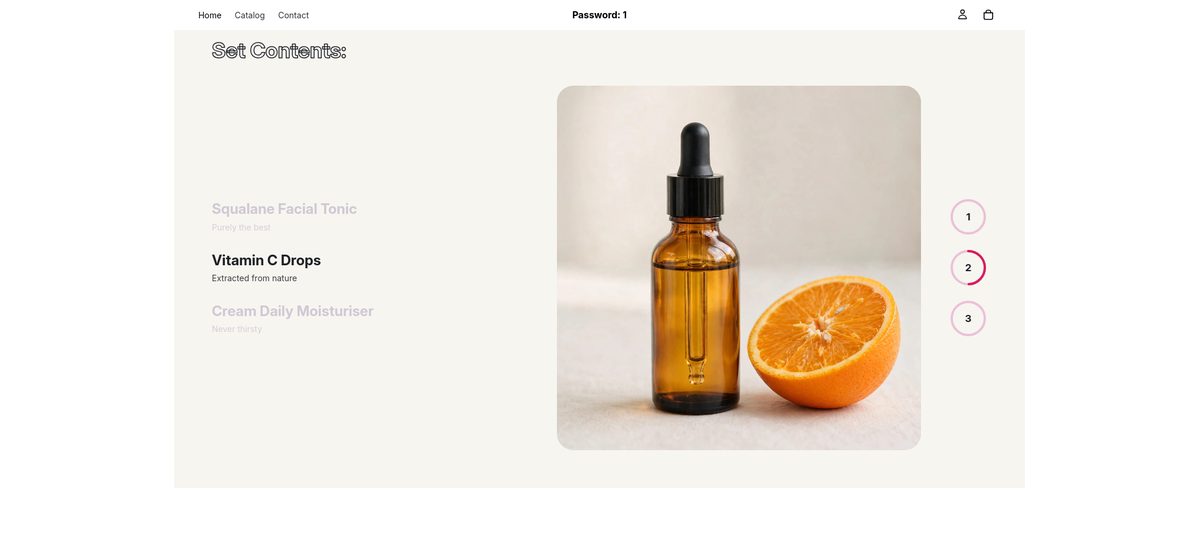 Home
Catalog
Contact
Password: 1
Set Contents:
Squalane Facial Tonic
Purely the best
Vitamin C Drops
Extracted from nature
Cream Daily Moisturiser
Never thirsty
1
2
3